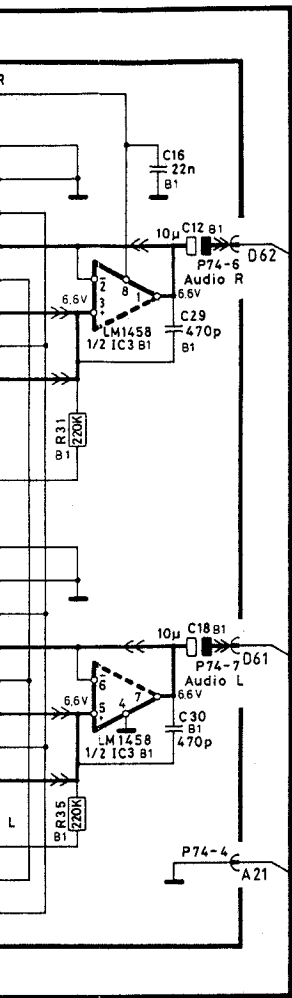 R
C16
22n
B1
10µ C12 B1
D62
P74-6
Audio R
2
8
1
6,6V
3
6,6V
LM1458
1/2 IC3 B1
C29
470p
B1
R31
220K
B1
10µ C18 B1
D61
P74-7
Audio L
6
7
6,6V
5
4
6,6V
LM1458
1/2 IC3 B1
C30
B1
470p
R35
220K
B1
L
P74-4
A21